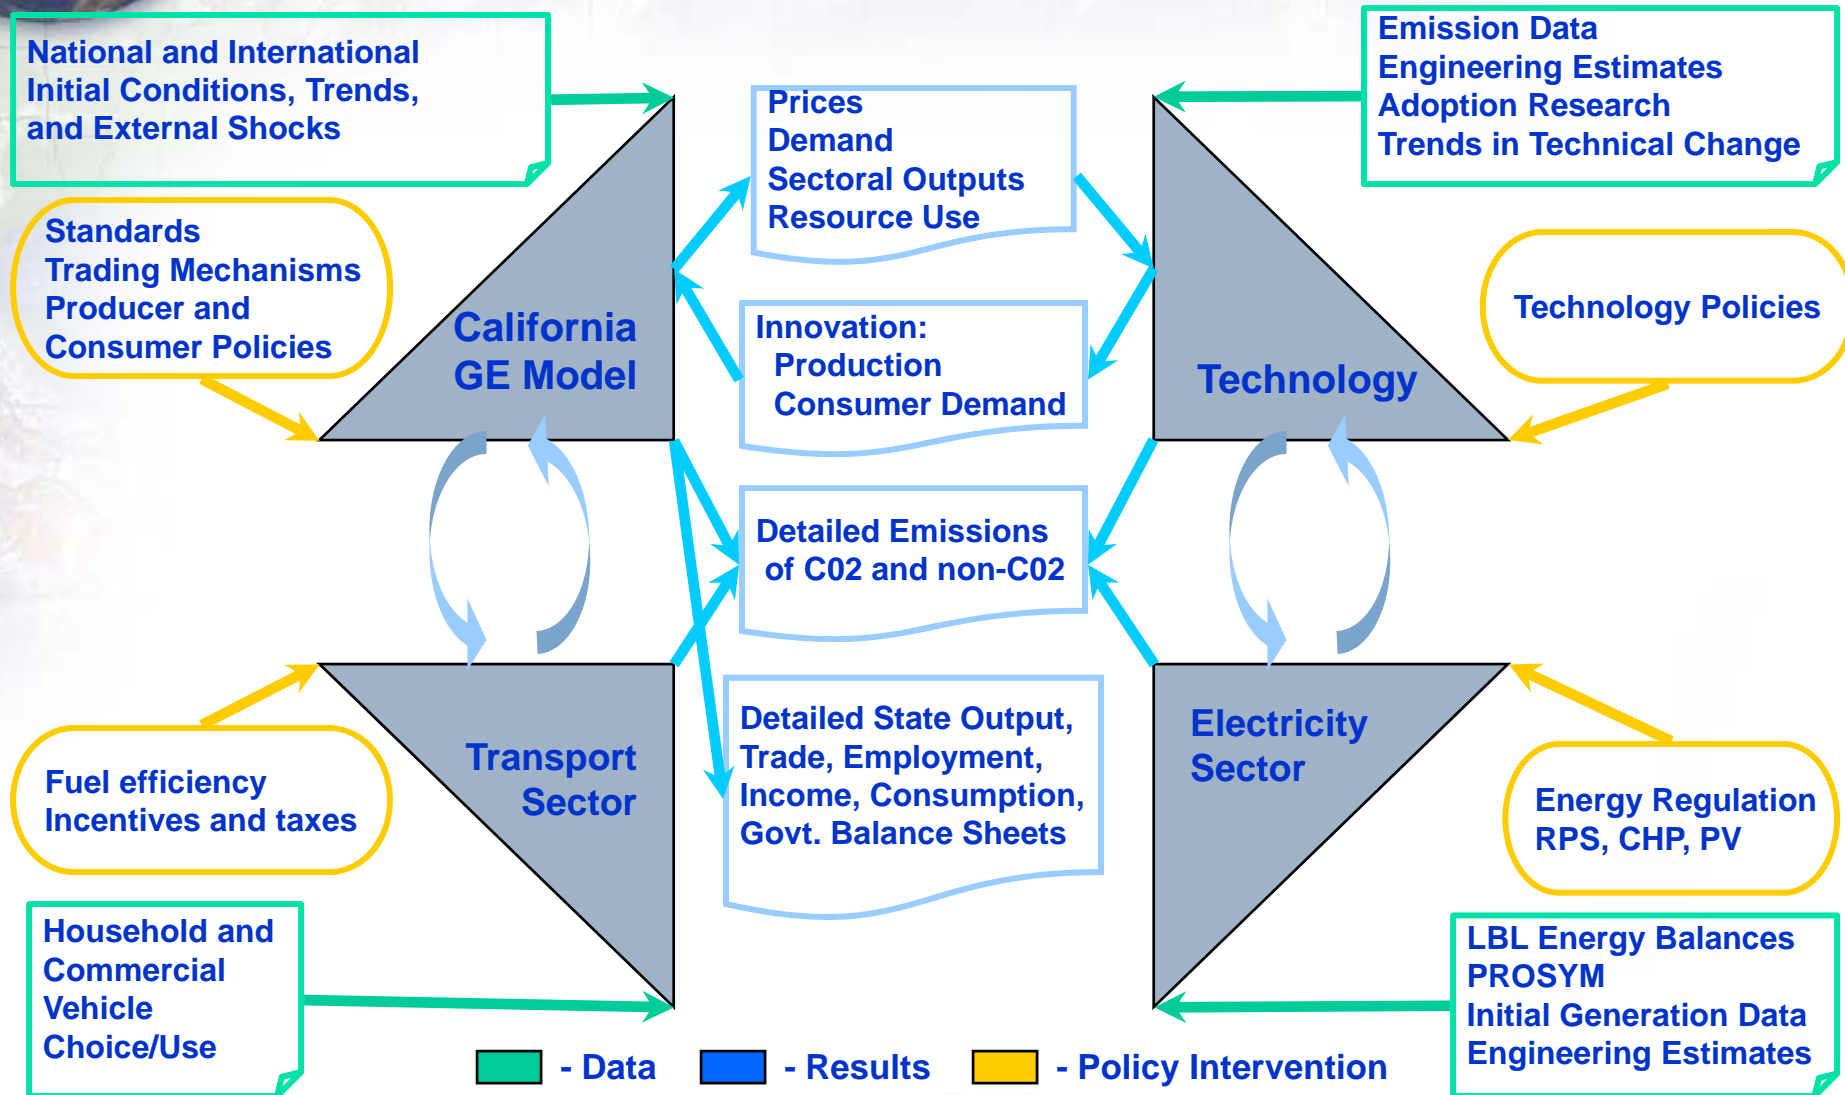 National and International
Initial Conditions, Trends,
and External Shocks
Emission Data
Engineering Estimates
Adoption Research
Trends in Technical Change
Prices
Demand
Sectoral Outputs
Resource Use
Standards
Trading Mechanisms
Producer and
Consumer Policies
California
GE Model
Innovation:
Production
Consumer Demand
Technology
Technology Policies
Detailed Emissions
of C02 and non-C02
Transport
Sector
Detailed State Output,
Trade, Employment,
Income, Consumption,
Govt. Balance Sheets
Electricity
Sector
Fuel efficiency
Incentives and taxes
Energy Regulation
RPS, CHP, PV
Household and
Commercial
Vehicle
Choice/Use
LBL Energy Balances
PROSYM
Initial Generation Data
Engineering Estimates
- Data
- Results
- Policy Intervention